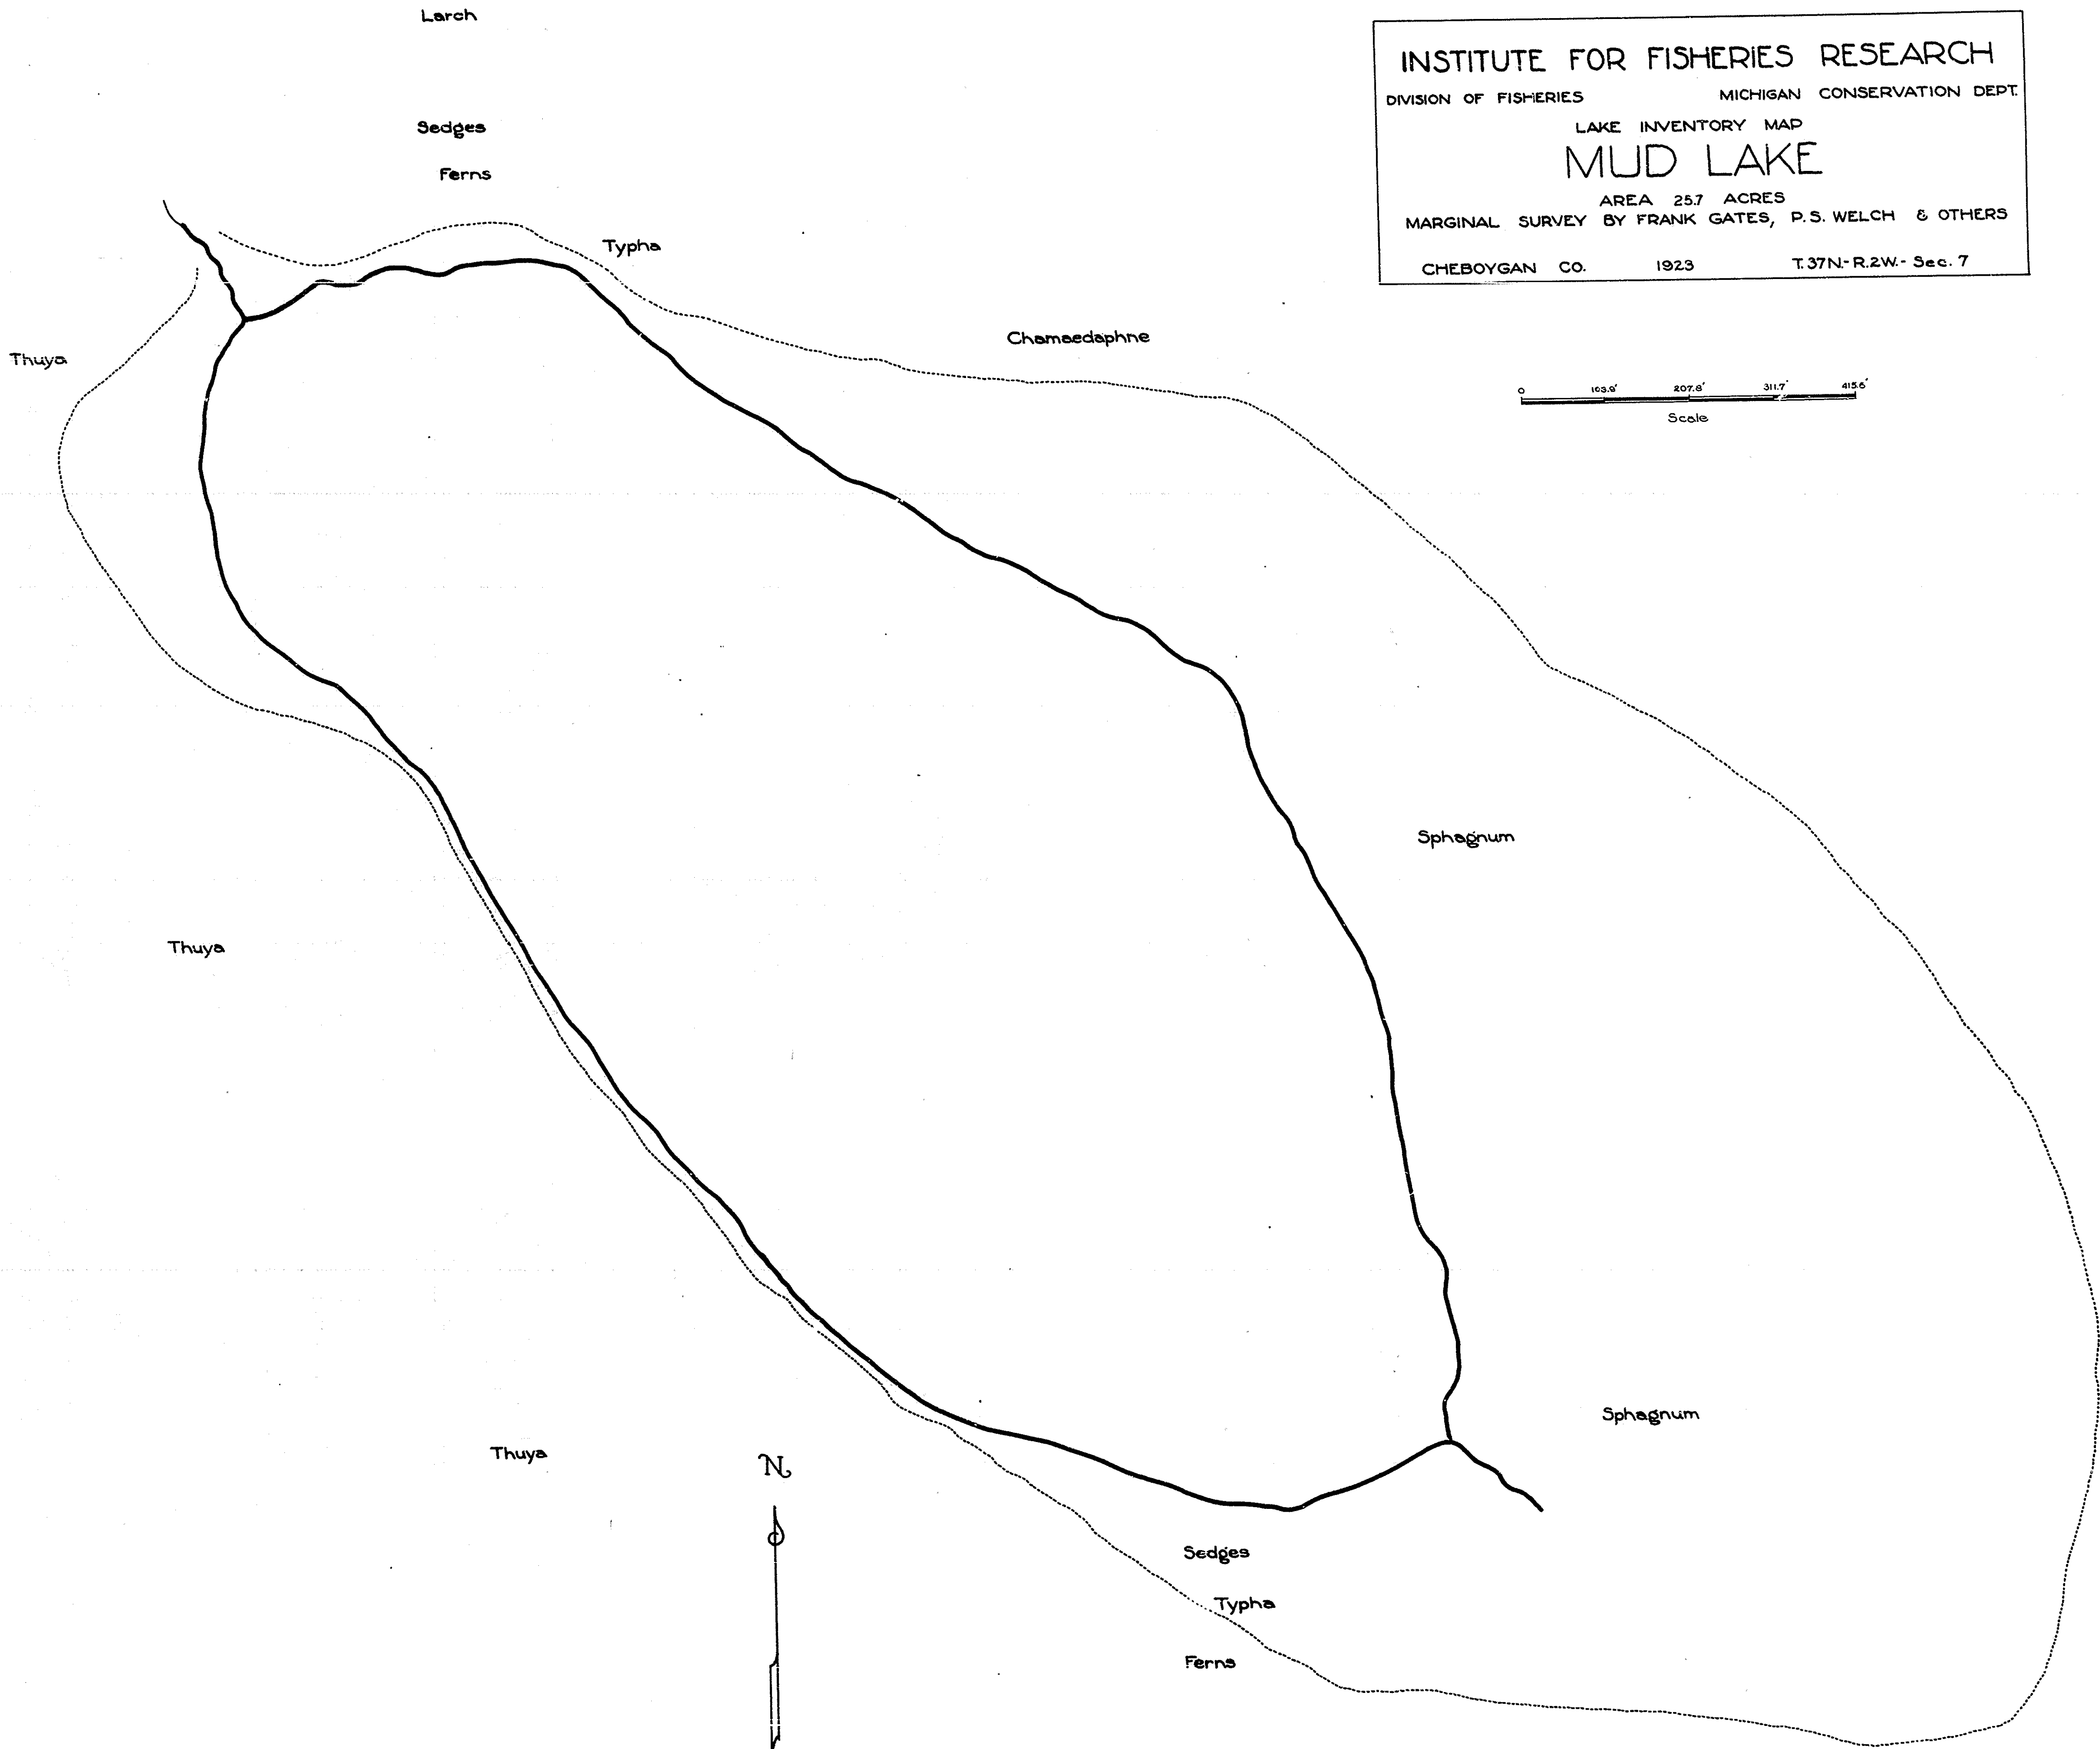 Larch
INSTITUTE FOR FISHERIES RESEARCH
DIVISION OF FISHERIES MICHIGAN CONSERVATION DEPT.
LAKE INVENTORY MAP
MUD LAKE
AREA 25.7 ACRES
MARGINAL SURVEY BY FRANK GATES, P.S. WELCH & OTHERS
CHEBOYGAN CO. 1923 T.37N.-R.2W.- Sec. 7
Sedges
Ferns
Typha
Chamaedaphne
Thuya
0 103.9' 207.8' 311.7' 415.6'
Scale
Sphagnum
Thuya
Sphagnum
Thuya
N
Sedges
Typha
Ferns